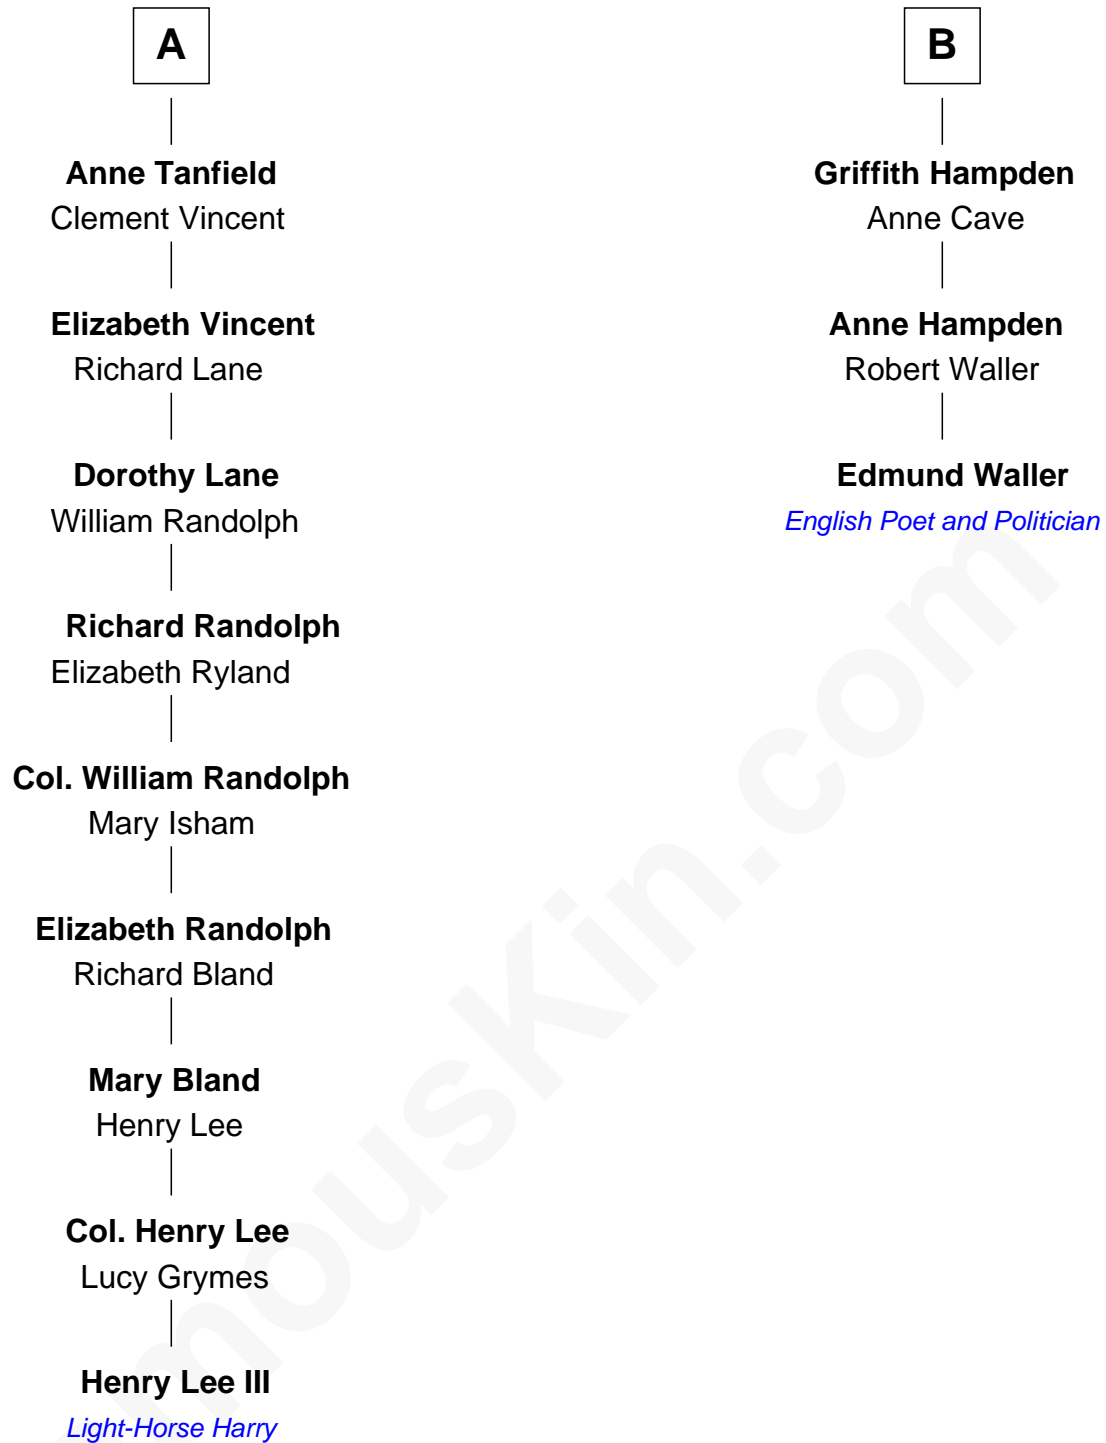 A
Anne Tanfield
Clement Vincent
Elizabeth Vincent
Richard Lane
Dorothy Lane
William Randolph
Richard Randolph
Elizabeth Ryland
Col. William Randolph
Mary Isham
Elizabeth Randolph
Richard Bland
Mary Bland
Henry Lee
Col. Henry Lee
Lucy Grymes
Henry Lee III
Light-Horse Harry
B
Griffith Hampden
Anne Cave
Anne Hampden
Robert Waller
Edmund Waller
English Poet and Politician
mouskin.com